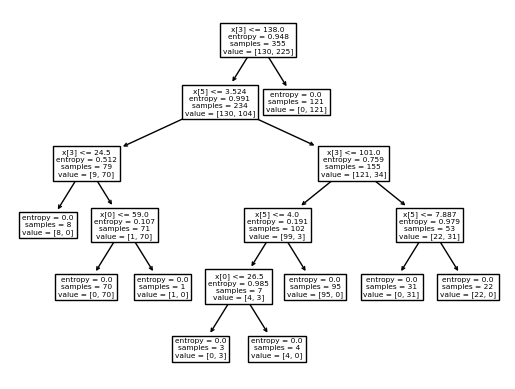 x[3] <= 138.0
entropy = 0.948
samples = 355
value = [130, 225]
x[5] <= 3.524
entropy = 0.991
samples = 234
value = [130, 104]
entropy = 0.0
samples = 121
value = [0, 121]
x[3] <= 24.5
entropy = 0.512
samples = 79
value = [9, 70]
x[3] <= 101.0
entropy = 0.759
samples = 155
value = [121, 34]
entropy = 0.0
samples = 8
value = [8, 0]
x[0] <= 59.0
entropy = 0.107
samples = 71
value = [1, 70]
x[5] <= 4.0
entropy = 0.191
samples = 102
value = [99, 3]
x[5] <= 7.887
entropy = 0.979
samples = 53
value = [22, 31]
entropy = 0.0
samples = 70
value = [0, 70]
entropy = 0.0
samples = 1
value = [1, 0]
x[0] <= 26.5
entropy = 0.985
samples = 7
value = [4, 3]
entropy = 0.0
samples = 95
value = [95, 0]
entropy = 0.0
samples = 31
value = [0, 31]
entropy = 0.0
samples = 22
value = [22, 0]
entropy = 0.0
samples = 3
value = [0, 3]
entropy = 0.0
samples = 4
value = [4, 0]